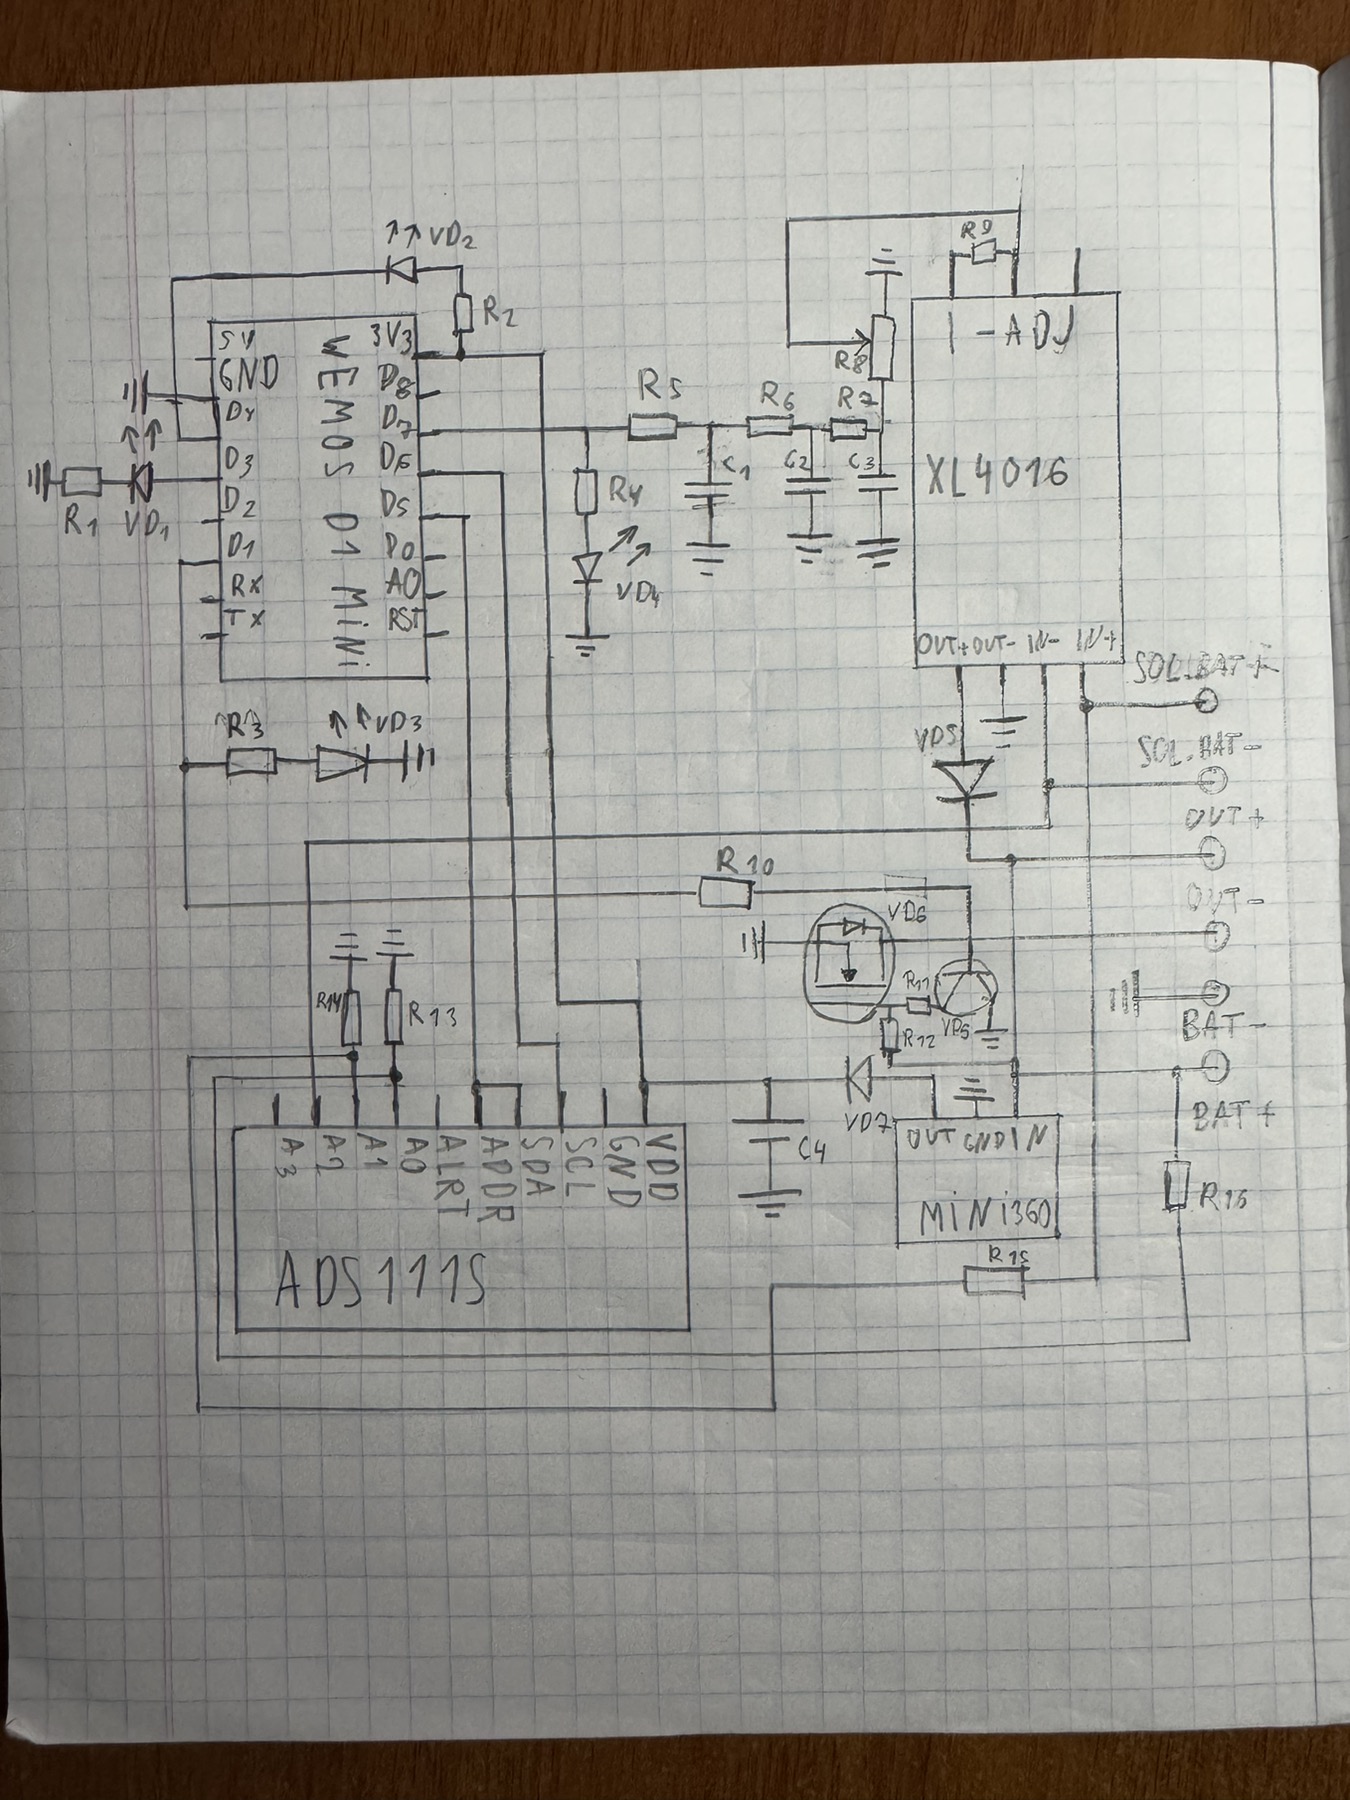 VD2
R2
R9
WEMOS D1 MiNi
5V
GND
D4
D3
D2
D1
RX
TX
3V3
D8
D7
D6
D5
D0
A0
RST
R1
VD1
R3
VD3
R4
VD4
R5
C1
R6
C2
R7
C3
R8
I-ADJ
XL4016
OUT+ OUT- IN- IN+
VD5
SOL.BAT+
SOL.BAT-
OUT+
OUT-
BAT-
BAT+
R10
VD6
R11
VD5
R12
R14
R13
VD7
C4
OUT GND IN
MiNi360
R15
R16
A3
A2
A1
A0
ALRT
ADDR
SDA
SCL
GND
VDD
ADS1115